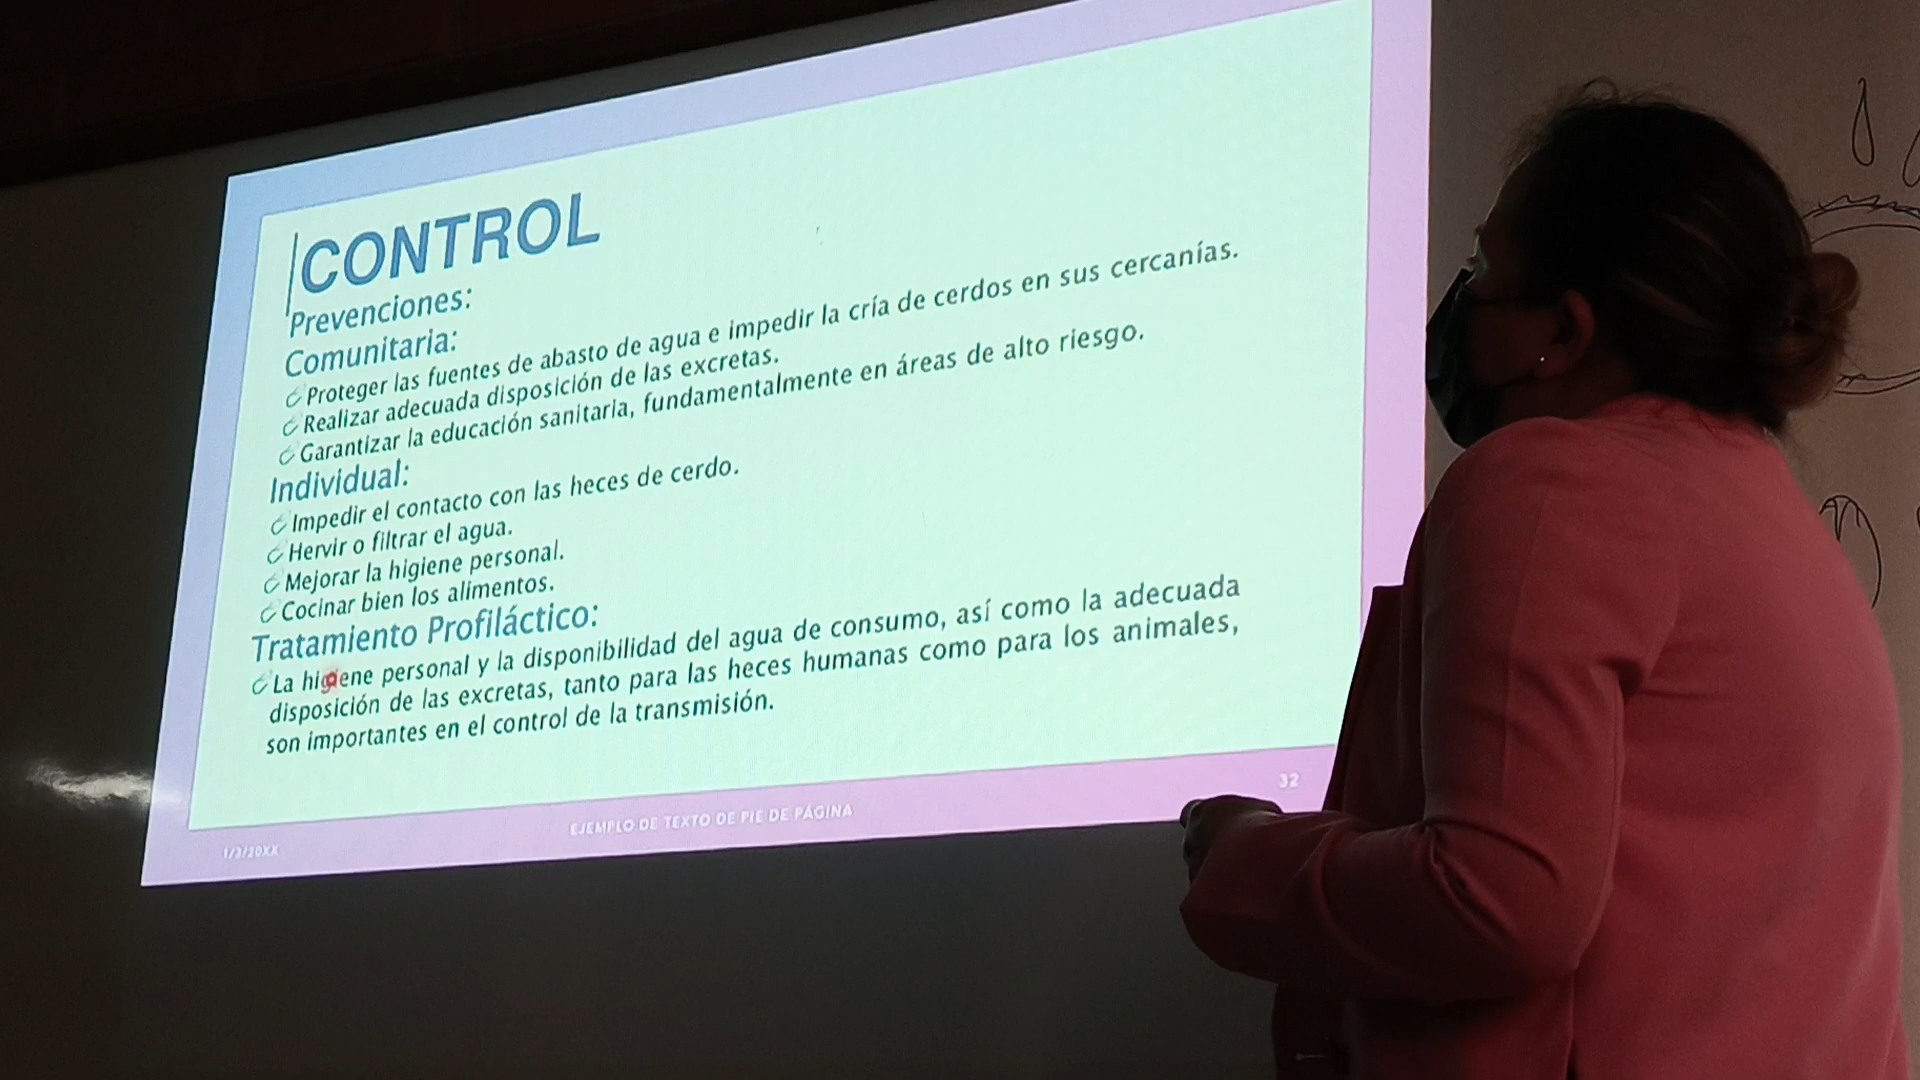 CONTROL
Prevenciones:
Comunitaria:
Proteger las fuentes de abasto de agua e impedir la cría de cerdos en sus cercanías.
Realizar adecuada disposición de las excretas.
Garantizar la educación sanitaria, fundamentalmente en áreas de alto riesgo.
Individual:
Impedir el contacto con las heces de cerdo.
Hervir o filtrar el agua.
Mejorar la higiene personal.
Cocinar bien los alimentos.
Tratamiento Profiláctico:
La higiene personal y la disponibilidad del agua de consumo, así como la adecuada
disposición de las excretas, tanto para las heces humanas como para los animales,
son importantes en el control de la transmisión.
1/3/20XX
EJEMPLO DE TEXTO DE PIE DE PÁGINA
32